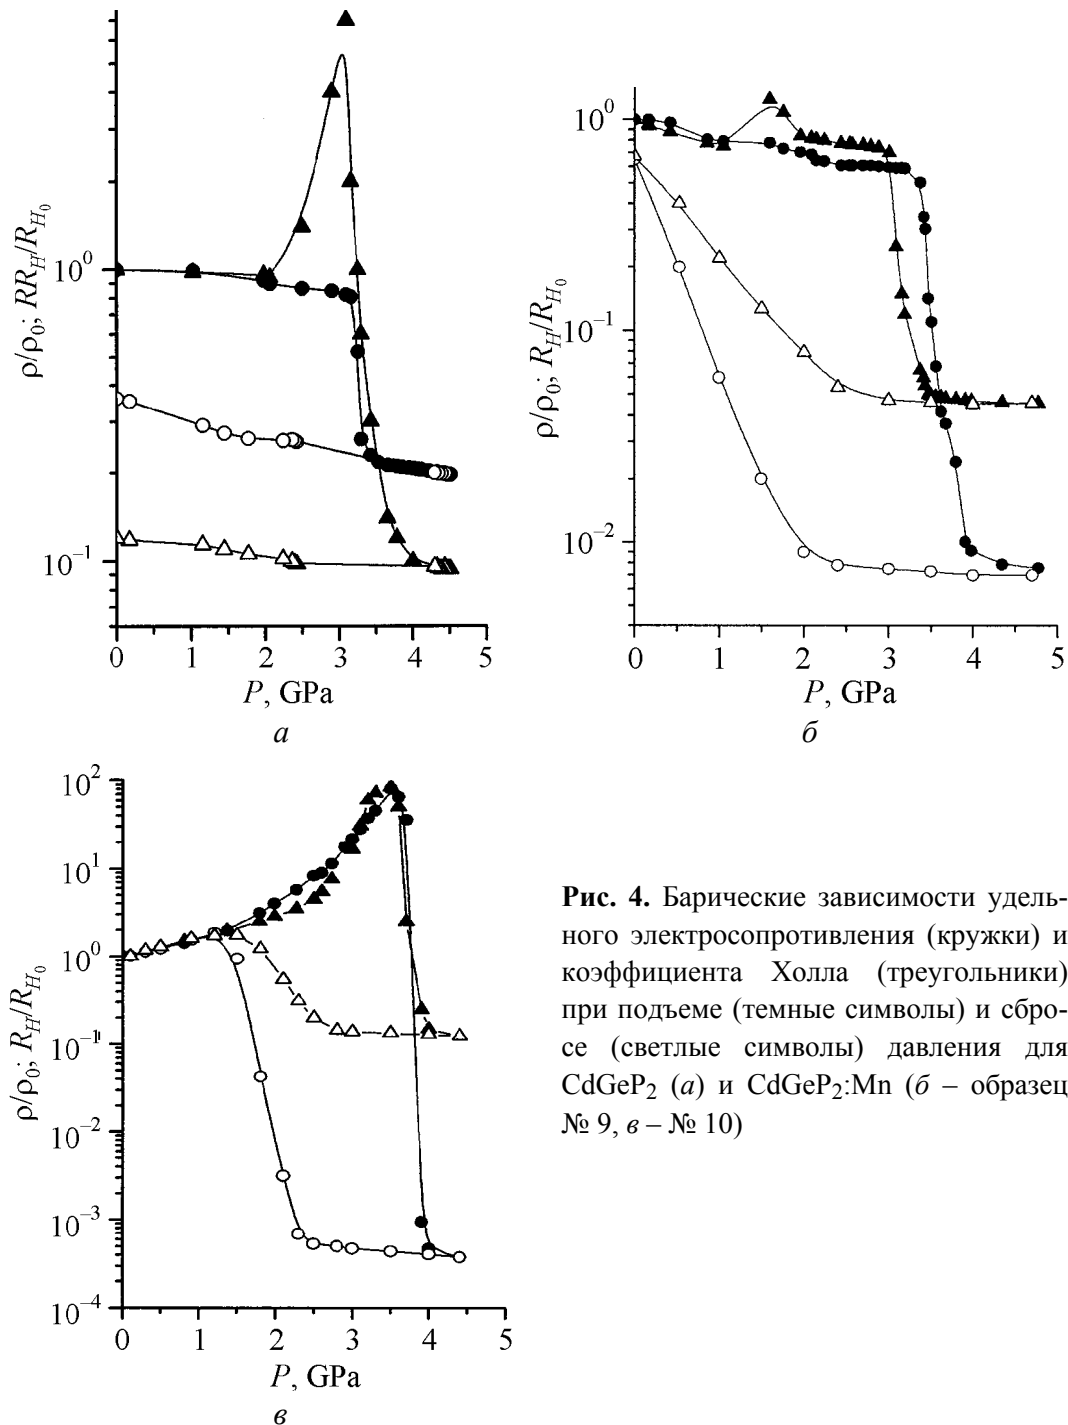 ρ/ρ₀; RR_H/R_H₀
10⁰
10⁻¹
0 1 2 3 4 5
P, GPa
а
ρ/ρ₀; R_H/R_H₀
10⁰
10⁻¹
10⁻²
0 1 2 3 4 5
P, GPa
б
ρ/ρ₀; R_H/R_H₀
10²
10¹
10⁰
10⁻¹
10⁻²
10⁻³
10⁻⁴
0 1 2 3 4 5
P, GPa
в
Рис. 4. Барические зависимости удель-
ного электросопротивления (кружки) и
коэффициента Холла (треугольники)
при подъеме (темные символы) и сбро-
се (светлые символы) давления для
CdGeP₂ (а) и CdGeP₂:Mn (б – образец
№ 9, в – № 10)